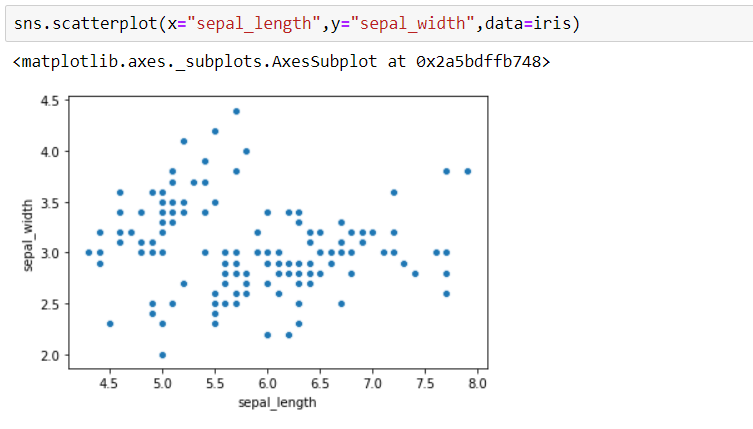 sns.scatterplot(x="sepal_length",y="sepal_width",data=iris)
<matplotlib.axes._subplots.AxesSubplot at 0x2a5bdffb748>
4.5
4.0
3.5
3.0
2.5
2.0
sepal_width
4.5 5.0 5.5 6.0 6.5 7.0 7.5 8.0
sepal_length